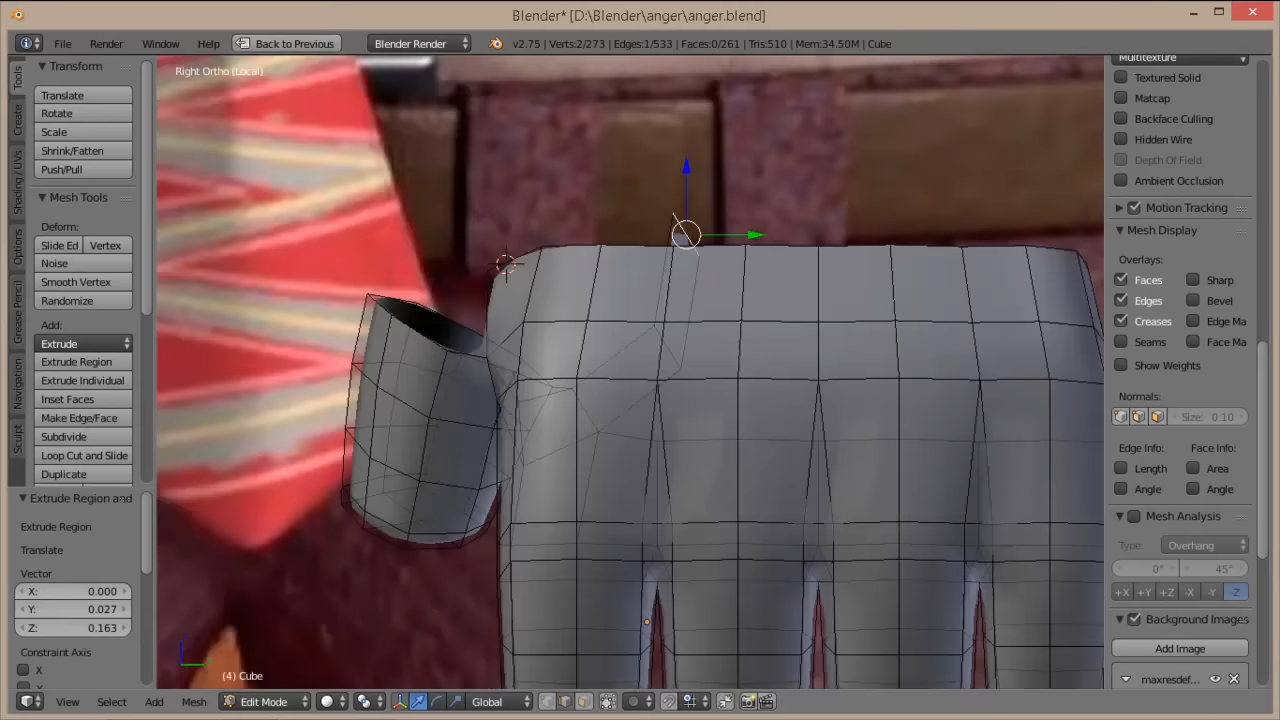 Blender* [D:\Blender\anger\anger.blend]
File Render Window Help Back to Previous Blender Render v2.75 | Verts:2/273 | Edges:1/533 | Faces:0/261 | Tris:510 | Mem:34.50M | Cube
Tools
Create
Shading / UVs
Options
Grease Pencil
Navigation
Sculpt
Transform
Translate
Rotate
Scale
Shrink/Fatten
Push/Pull
Mesh Tools
Deform:
Slide Ed Vertex
Noise
Smooth Vertex
Randomize
Add:
Extrude
Extrude Region
Extrude Individual
Inset Faces
Make Edge/Face
Subdivide
Loop Cut and Slide
Duplicate
Extrude Region and
Extrude Region
Translate
Vector
X: 0.000
Y: 0.027
Z: 0.163
Constraint Axis
X
Right Ortho (Local)
(4) Cube
Multitexture
Textured Solid
Matcap
Backface Culling
Hidden Wire
Depth Of Field
Ambient Occlusion
Motion Tracking
Mesh Display
Overlays:
Faces Sharp
Edges Bevel
Creases Edge Ma
Seams Face Ma
Show Weights
Normals:
Size: 0.10
Edge Info: Face Info:
Length Area
Angle Angle
Mesh Analysis
Type: Overhang
0° 45°
+X +Y +Z -X -Y -Z
Background Images
Add Image
maxresdef...
View Select Add Mesh Edit Mode Global